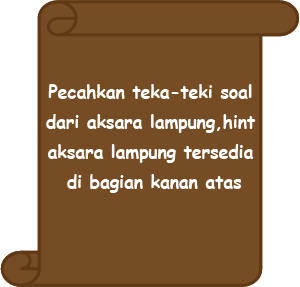 Pecahkan teka-teki soal
dari aksara lampung,hint
aksara lampung tersedia
di bagian kanan atas